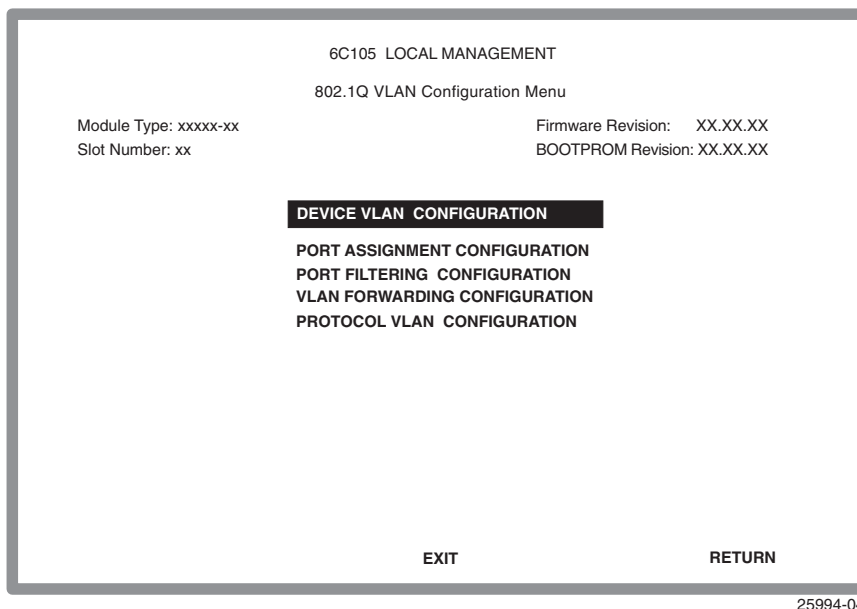 6C105 LOCAL MANAGEMENT
802.1Q VLAN Configuration Menu
Module Type: xxxxx-xx Firmware Revision: XX.XX.XX
Slot Number: xx BOOTPROM Revision: XX.XX.XX
DEVICE VLAN CONFIGURATION
PORT ASSIGNMENT CONFIGURATION
PORT FILTERING CONFIGURATION
VLAN FORWARDING CONFIGURATION
PROTOCOL VLAN CONFIGURATION
EXIT RETURN